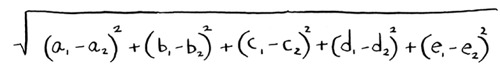 √(a₁-a₂)² + (b₁-b₂)² + (c₁-c₂)² + (d₁-d₂)² + (e₁-e₂)²